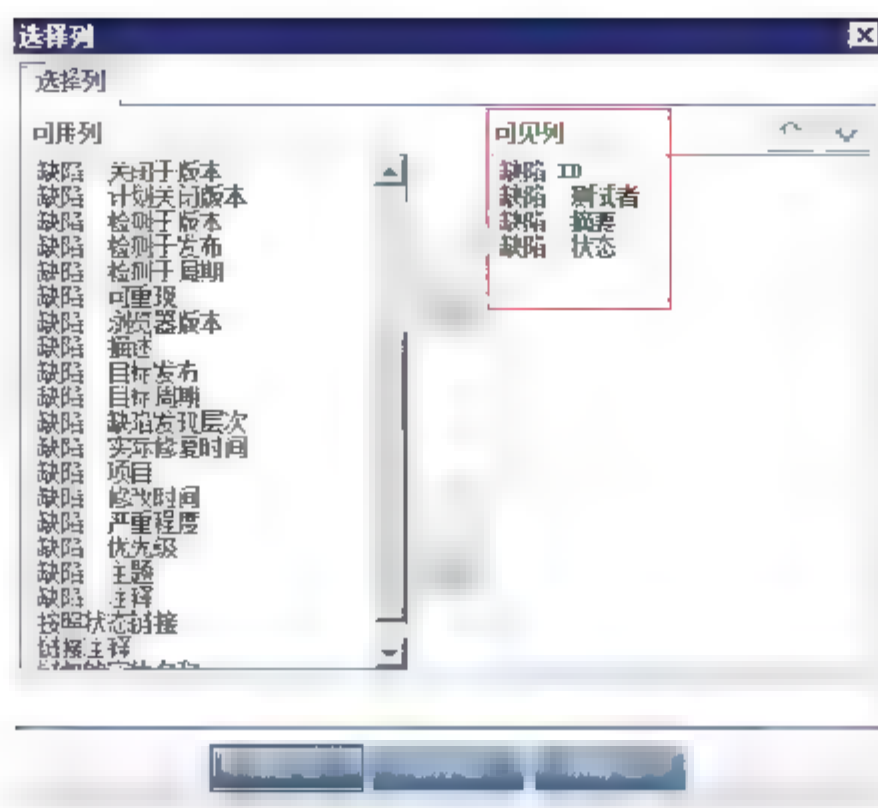 选择列
选择列
可用列
缺陷 关闭于版本
缺陷 计划关闭版本
缺陷 检测于版本
缺陷 检测于发布
缺陷 检测于周期
缺陷 可重现
缺陷 浏览器版本
缺陷 描述
缺陷 目标发布
缺陷 目标周期
缺陷 缺陷发现层次
缺陷 实际修复时间
缺陷 项目
缺陷 修改时间
缺陷 严重程度
缺陷 优先级
缺陷 主题
缺陷 注释
按照状态链接
链接注释
可见列
缺陷 ID
缺陷 测试者
缺陷 摘要
缺陷 状态